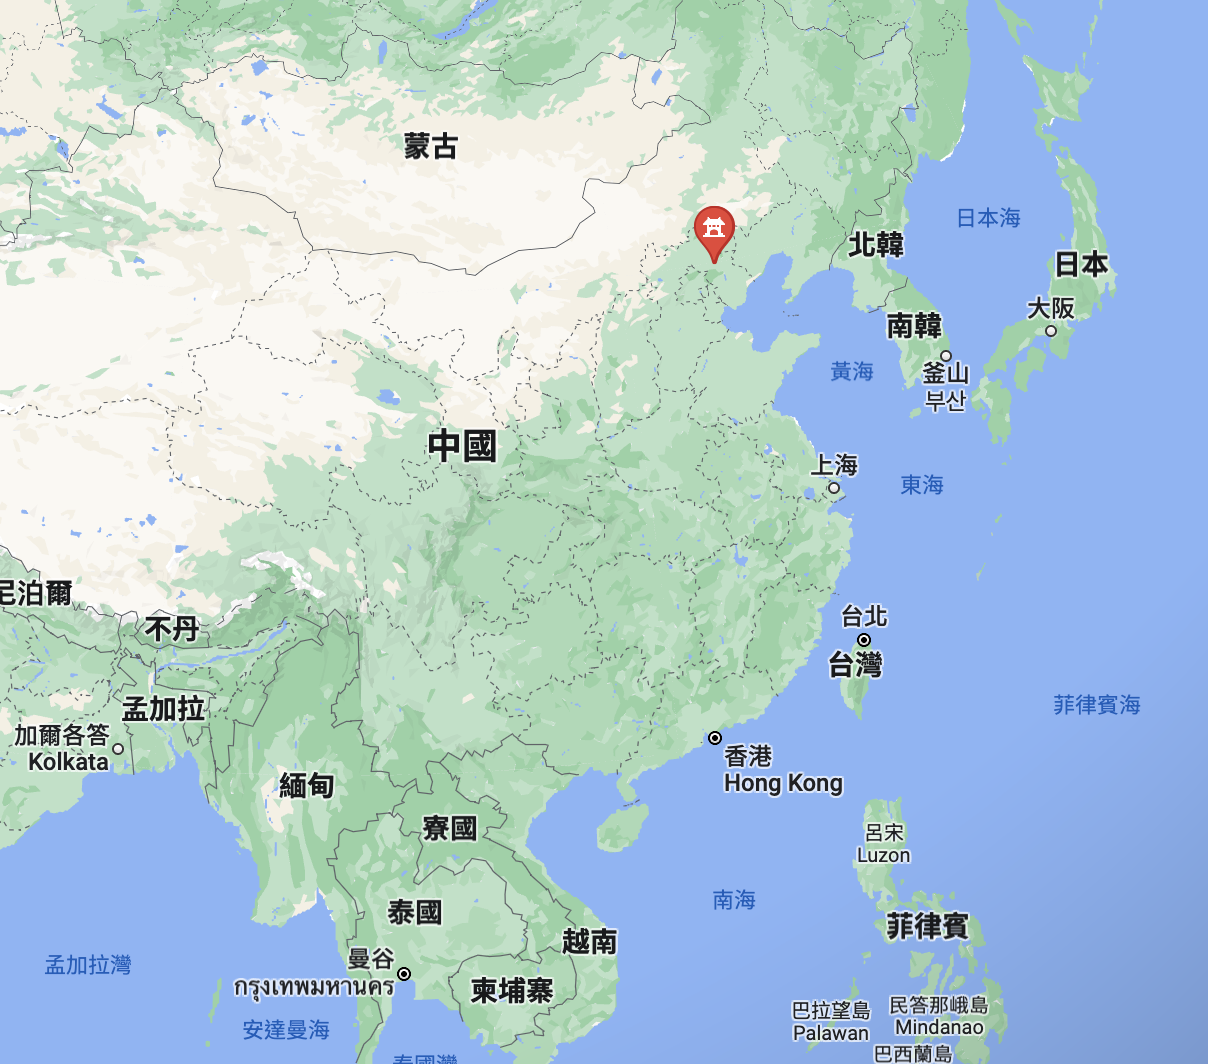 蒙古
日本海
北韓
日本
大阪
南韓
黃海
釜山
부산
中國
上海
東海
尼泊爾
台北
不丹
台灣
孟加拉
菲律賓海
加爾各答
Kolkata
香港
Hong Kong
緬甸
寮國
呂宋
Luzon
南海
泰國
菲律賓
越南
曼谷
กรุงเทพมหานคร
孟加拉灣
柬埔寨
安達曼海
巴拉望島
Palawan
民答那峨島
Mindanao
巴西蘭島
泰國灣